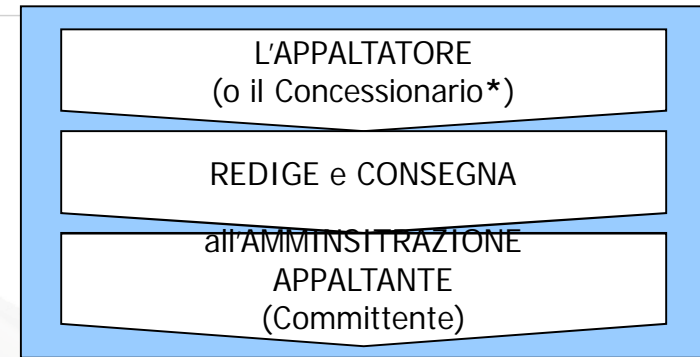 L'APPALTATORE
(o il Concessionario*)
REDIGE e CONSEGNA
all'AMMINSITRAZIONE
APPALTANTE
(Committente)